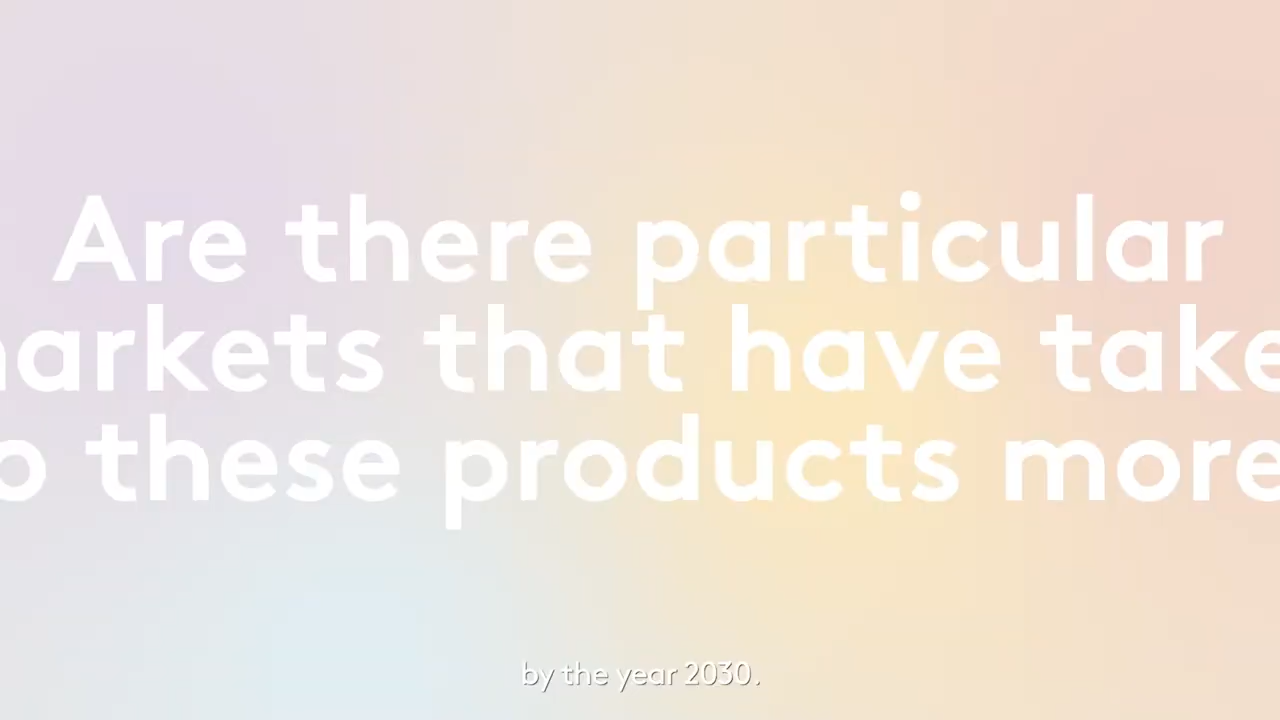 Are there particular
arkets that have take
o these products more
by the year 2030.